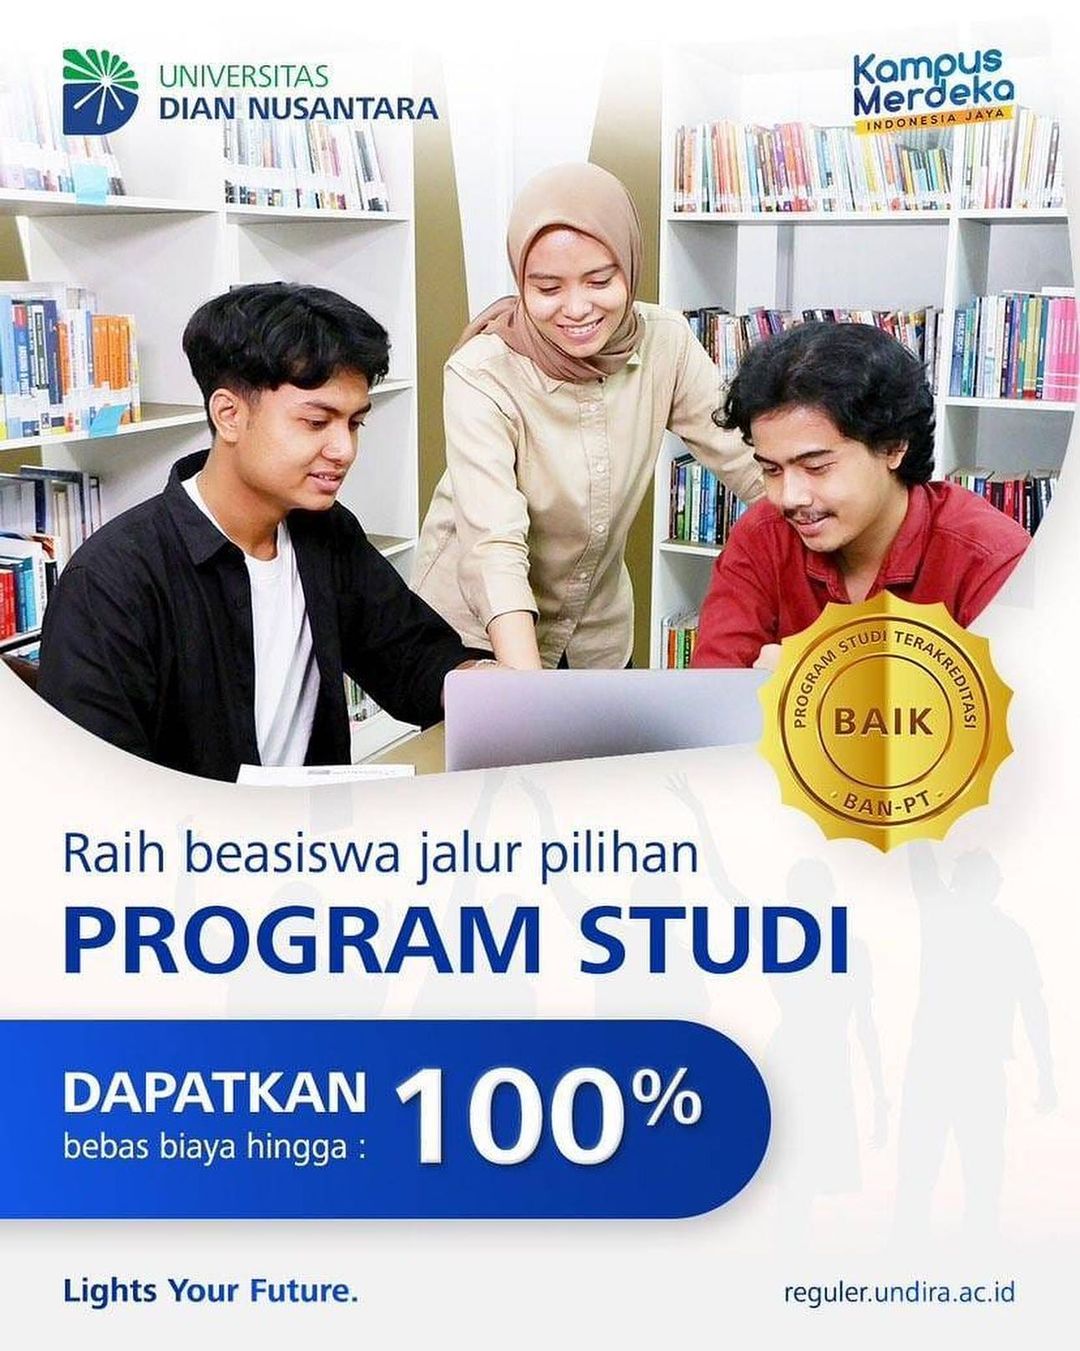 UNIVERSITAS
DIAN NUSANTARA
Kampus
Merdeka
INDONESIA JAYA
PROGRAM STUDI TERAKREDITASI
BAIK
BAN-PT
Raih beasiswa jalur pilihan
PROGRAM STUDI
DAPATKAN
bebas biaya hingga :
100%
Lights Your Future.
reguler.undira.ac.id